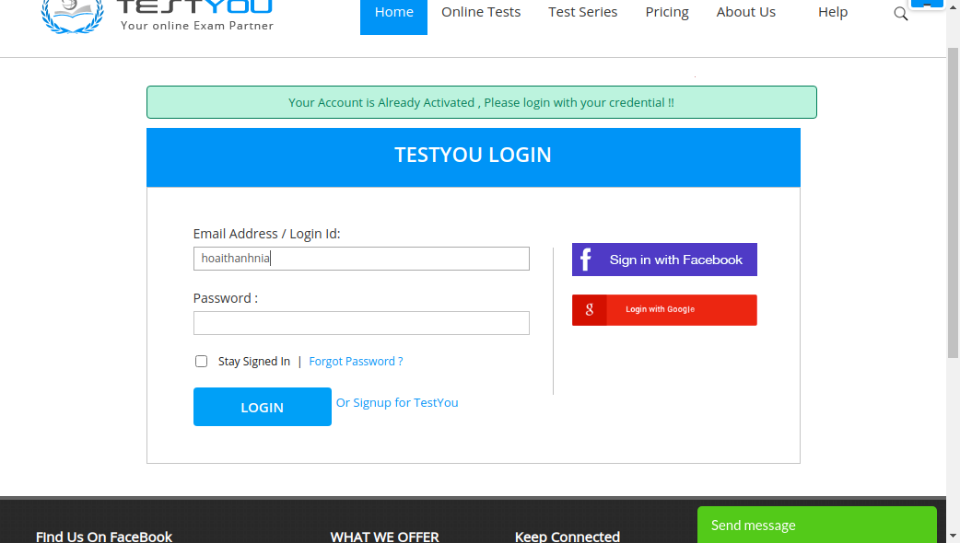 TESTYOU
Your online Exam Partner
Home Online Tests Test Series Pricing About Us Help
Your Account is Already Activated , Please login with your credential !!
TESTYOU LOGIN
Email Address / Login Id:
hoaithanhnia
Password :
Stay Signed In | Forgot Password ?
LOGIN Or Signup for TestYou
f Sign in with Facebook
g Login with Google
Find Us On FaceBook WHAT WE OFFER Keep Connected
Send message